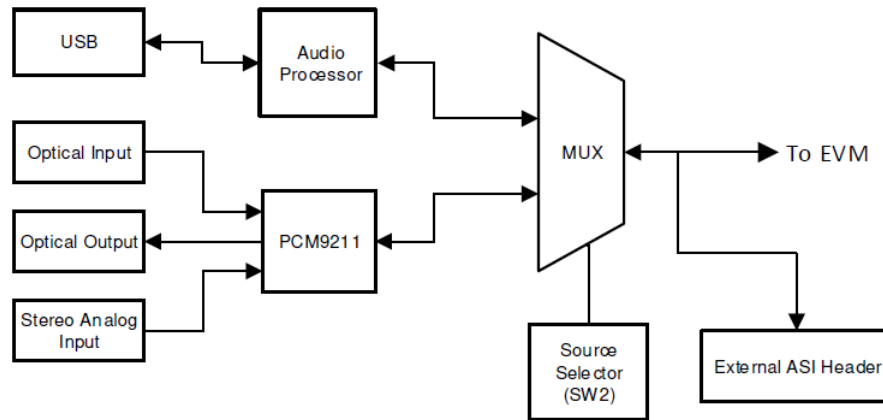 USB
Audio
Processor
Optical Input
MUX
To EVM
Optical Output
PCM9211
Stereo Analog
Input
Source
Selector
(SW2)
External ASI Header